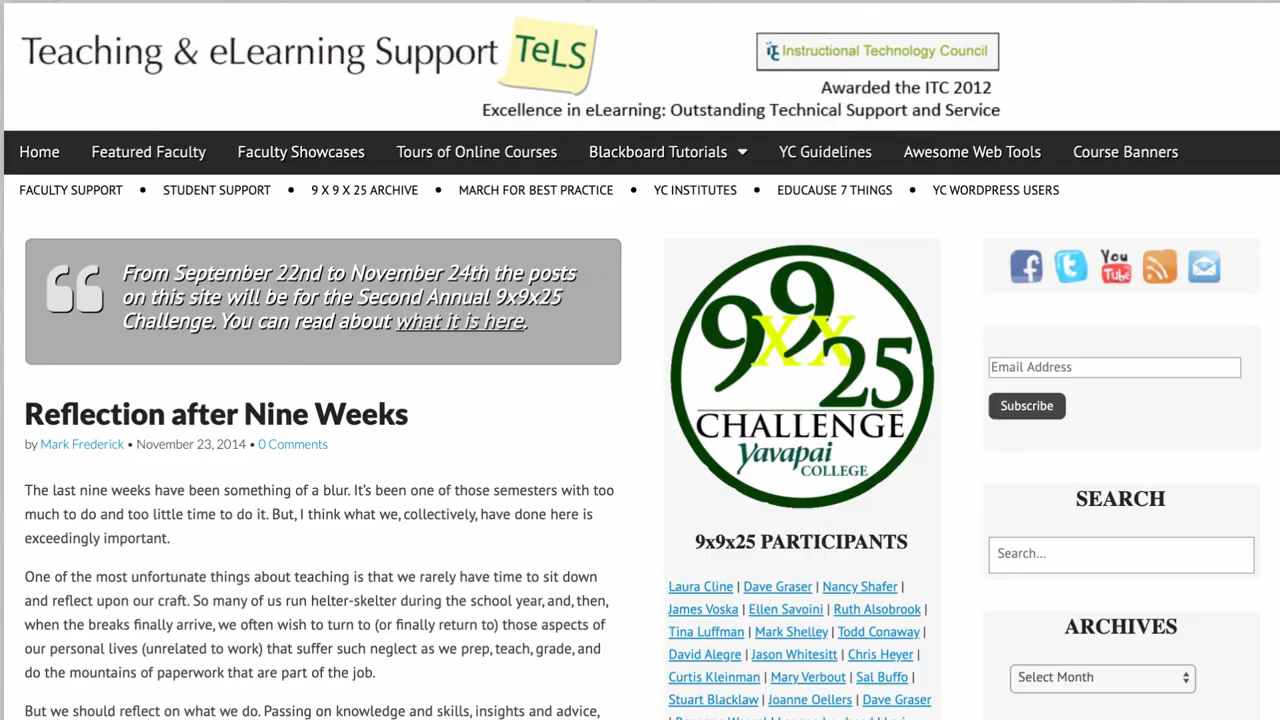 Teaching & eLearning Support TeLS
Instructional Technology Council
Awarded the ITC 2012
Excellence in eLearning: Outstanding Technical Support and Service
Home Featured Faculty Faculty Showcases Tours of Online Courses Blackboard Tutorials YC Guidelines Awesome Web Tools Course Banners
FACULTY SUPPORT • STUDENT SUPPORT • 9 X 9 X 25 ARCHIVE • MARCH FOR BEST PRACTICE • YC INSTITUTES • EDUCAUSE 7 THINGS • YC WORDPRESS USERS
From September 22nd to November 24th the posts
on this site will be for the Second Annual 9x9x25
Challenge. You can read about what it is here.
Reflection after Nine Weeks
by Mark Frederick • November 23, 2014 • 0 Comments
The last nine weeks have been something of a blur. It’s been one of those semesters with too
much to do and too little time to do it. But, I think what we, collectively, have done here is
exceedingly important.
One of the most unfortunate things about teaching is that we rarely have time to sit down
and reflect upon our craft. So many of us run helter-skelter during the school year, and, then,
when the breaks finally arrive, we often wish to turn to (or finally return to) those aspects of
our personal lives (unrelated to work) that suffer such neglect as we prep, teach, grade, and
do the mountains of paperwork that are part of the job.
But we should reflect on what we do. Passing on knowledge and skills, insights and advice,
9x9x25
CHALLENGE
Yavapai
COLLEGE
9x9x25 PARTICIPANTS
Laura Cline | Dave Graser | Nancy Shafer |
James Voska | Ellen Savoini | Ruth Alsobrook |
Tina Luffman | Mark Shelley | Todd Conaway |
David Alegre | Jason Whitesitt | Chris Heyer |
Curtis Kleinman | Mary Verbout | Sal Buffo |
Stuart Blacklaw | Joanne Oellers | Dave Graser
You
Tube
Email Address
Subscribe
SEARCH
Search...
ARCHIVES
Select Month